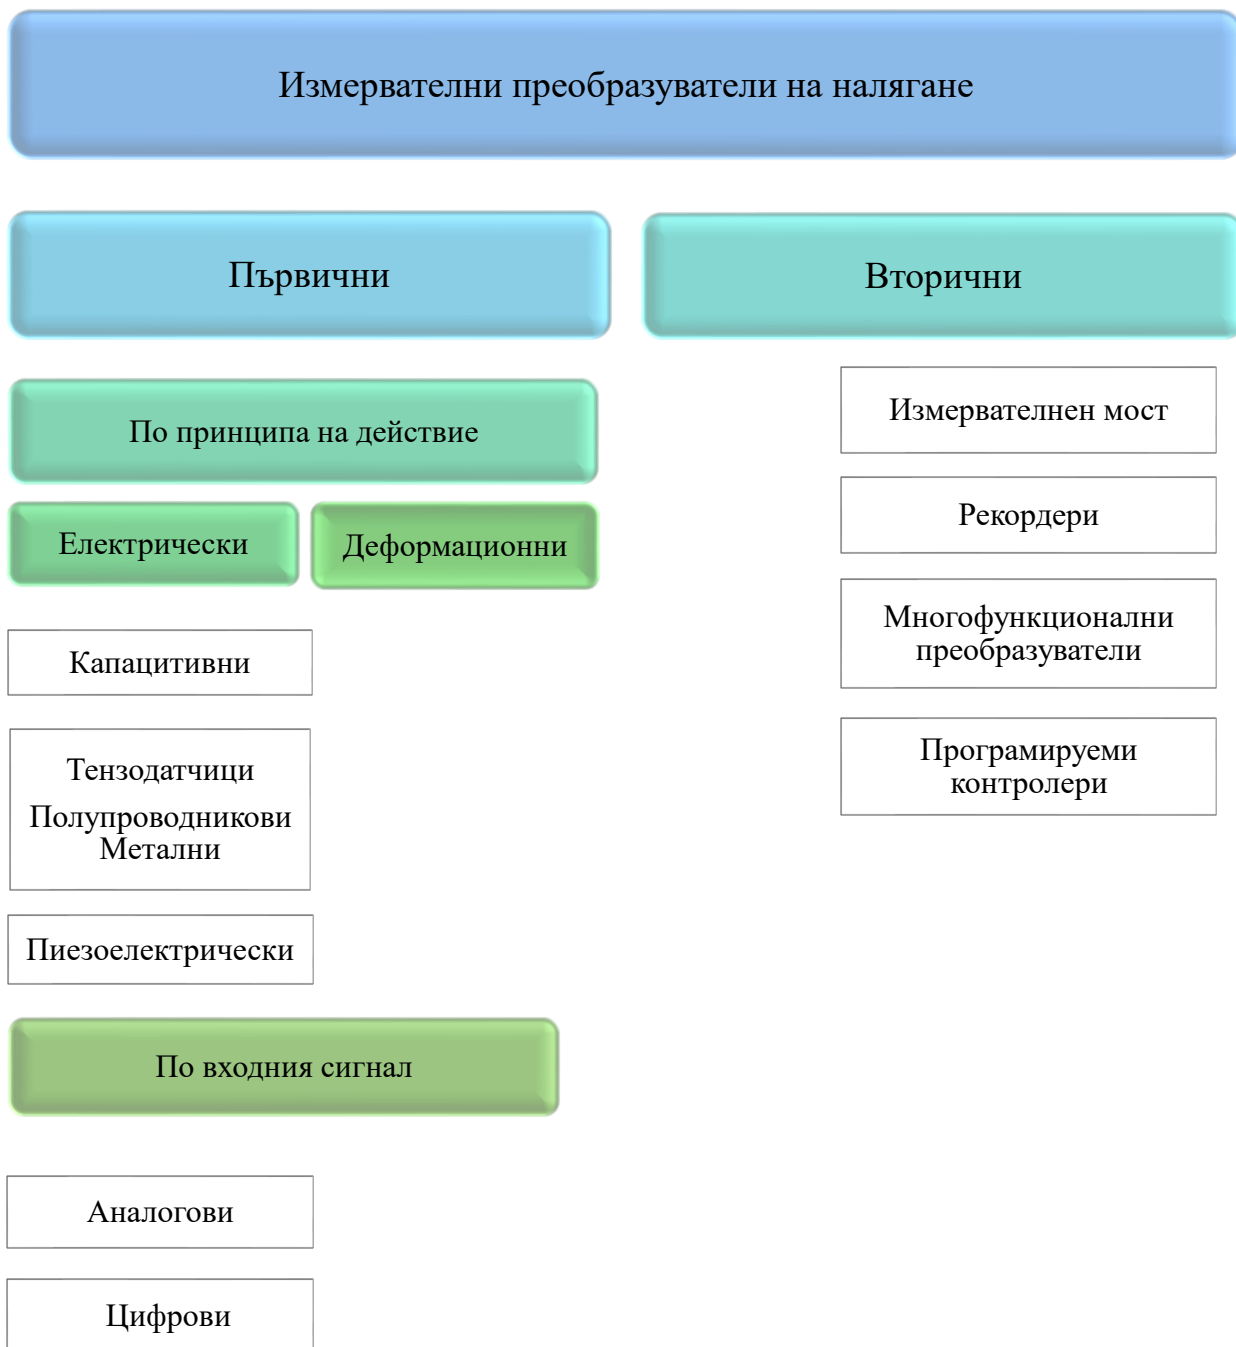 Измервателни преобразуватели на налягане
Първични
По принципа на действие
Електрически
Деформационни
Капацитивни
Тензодатчици
Полупроводникови
Метални
Пиезоелектрически
По входния сигнал
Аналогови
Цифрови
Вторични
Измервателнен мост
Рекордери
Многофункционални
преобразуватели
Програмируеми
контролери